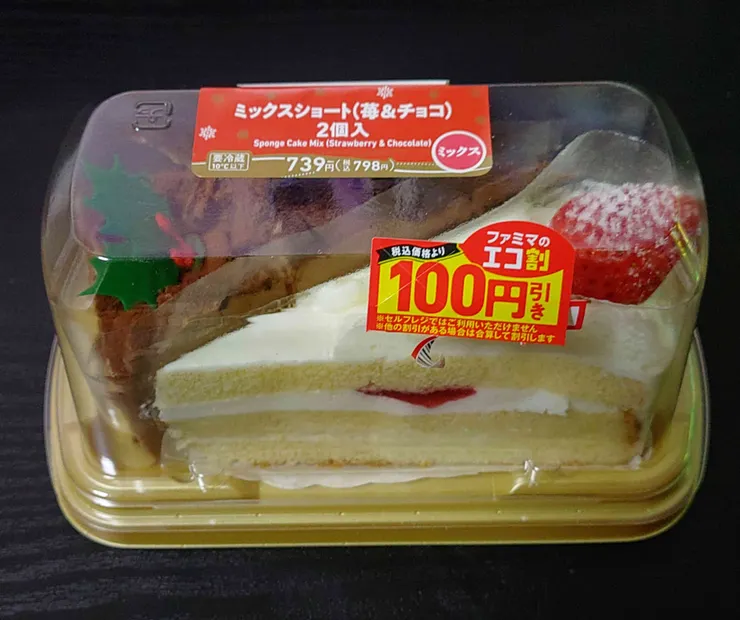 ミックスショート(苺&チョコ)
2個入
Sponge Cake Mix (Strawberry & Chocolate)
ミックス
要冷蔵
10℃以下
739円(税込798円)
ファミマの
エコ割
税込価格より
100円引き
※セルフレジではご利用いただけません
※他の割引がある場合は合算して割引します